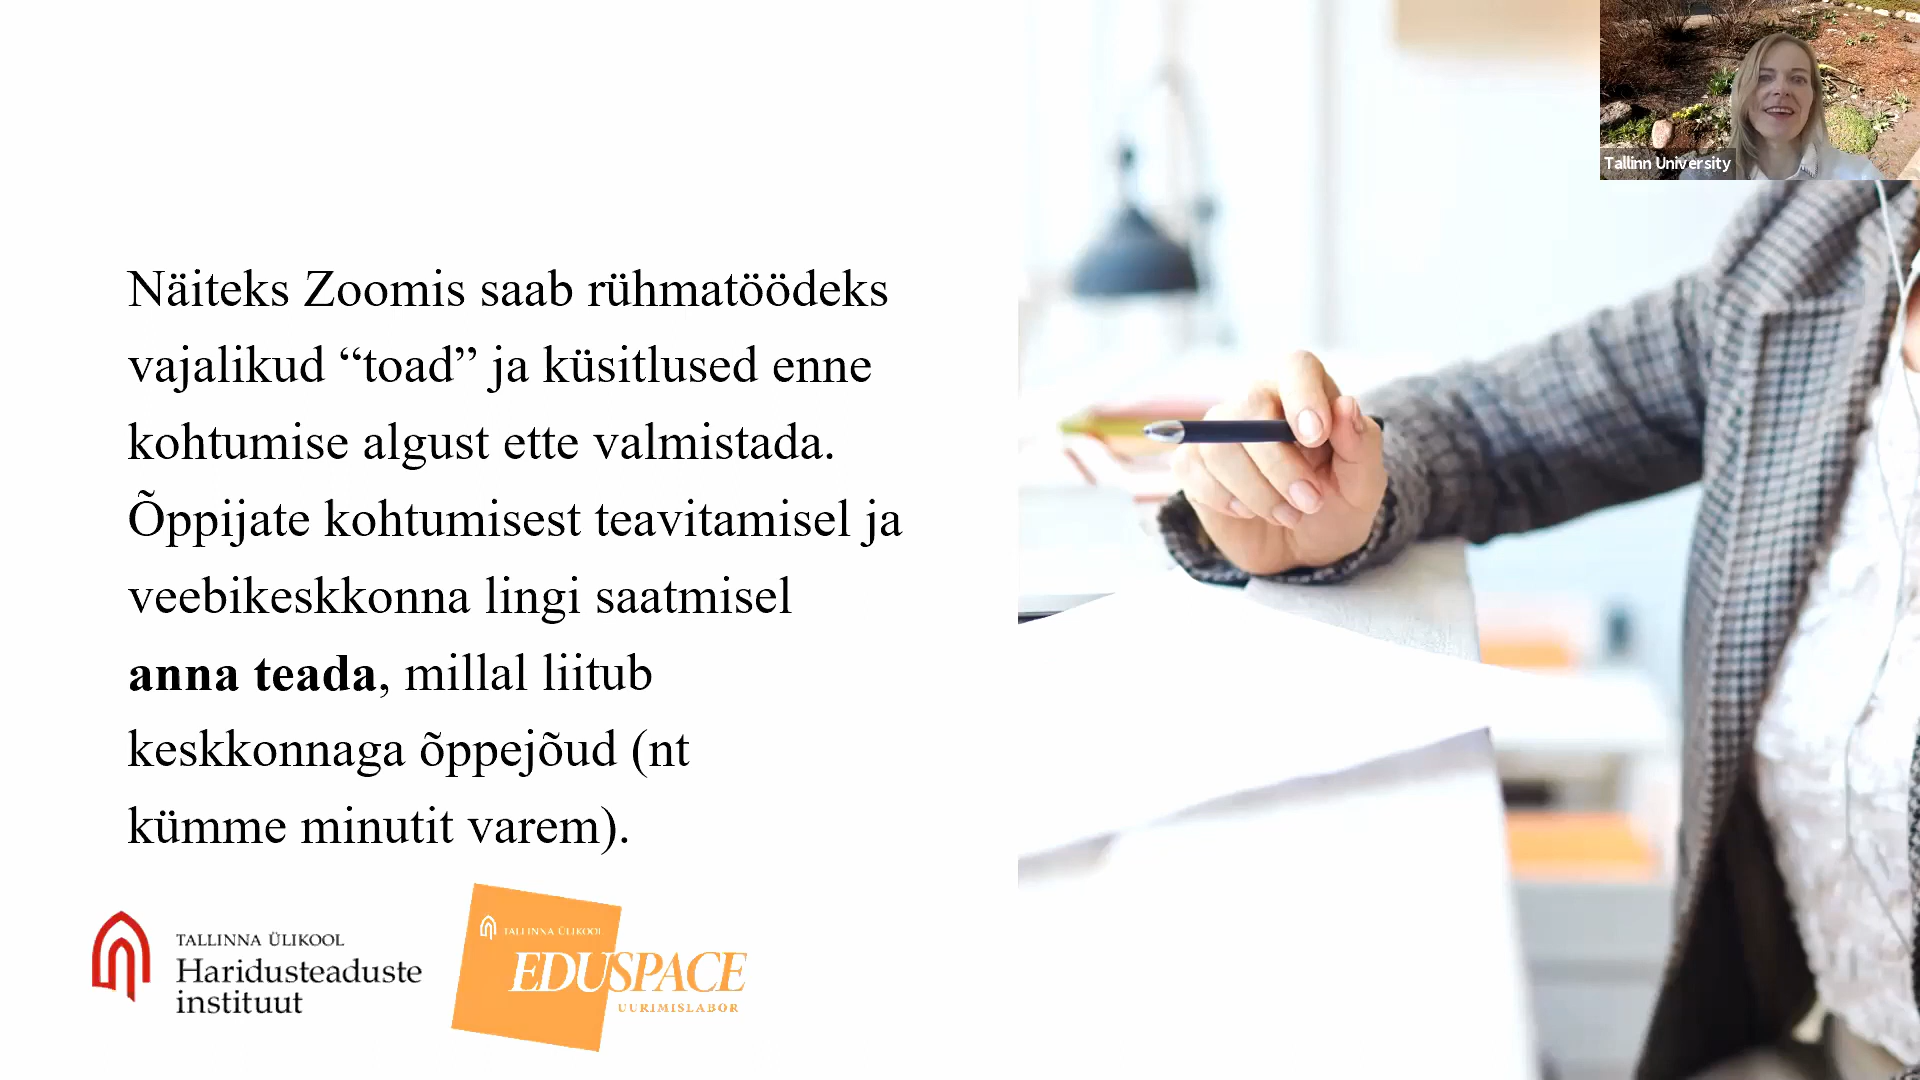 Tallinn University
Näiteks Zoomis saab rühmatöödeks
vajalikud “toad” ja küsitlused enne
kohtumise algust ette valmistada.
Õppijate kohtumisest teavitamisel ja
veebikeskkonna lingi saatmisel
anna teada, millal liitub
keskkonnaga õppejõud (nt
kümme minutit varem).
TALLINNA ÜLIKOOL
Haridusteaduste
instituut
TALLINNA ÜLIKOOL
EDUSPACE
UURIMISLABOR